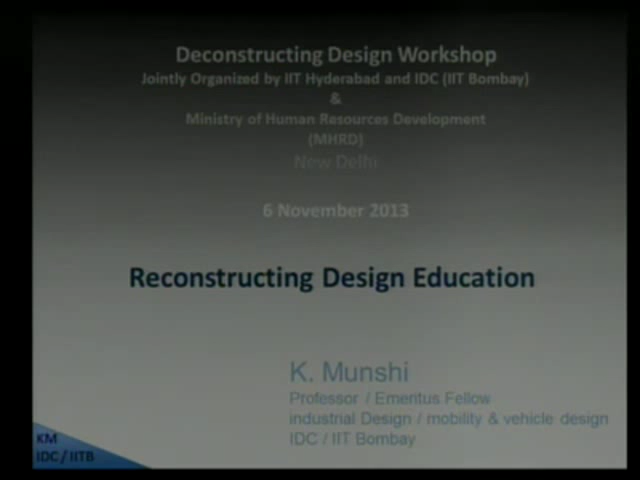 Deconstructing Design Workshop
Jointly Organized by IIT Hyderabad and IDC (IIT Bombay)
&
Ministry of Human Resources Development
(MHRD)
New Delhi
6 November 2013
Reconstructing Design Education
K. Munshi
Professor / Emeritus Fellow
industrial Design / mobility & vehicle design
IDC / IIT Bombay
KM
IDC / IITB